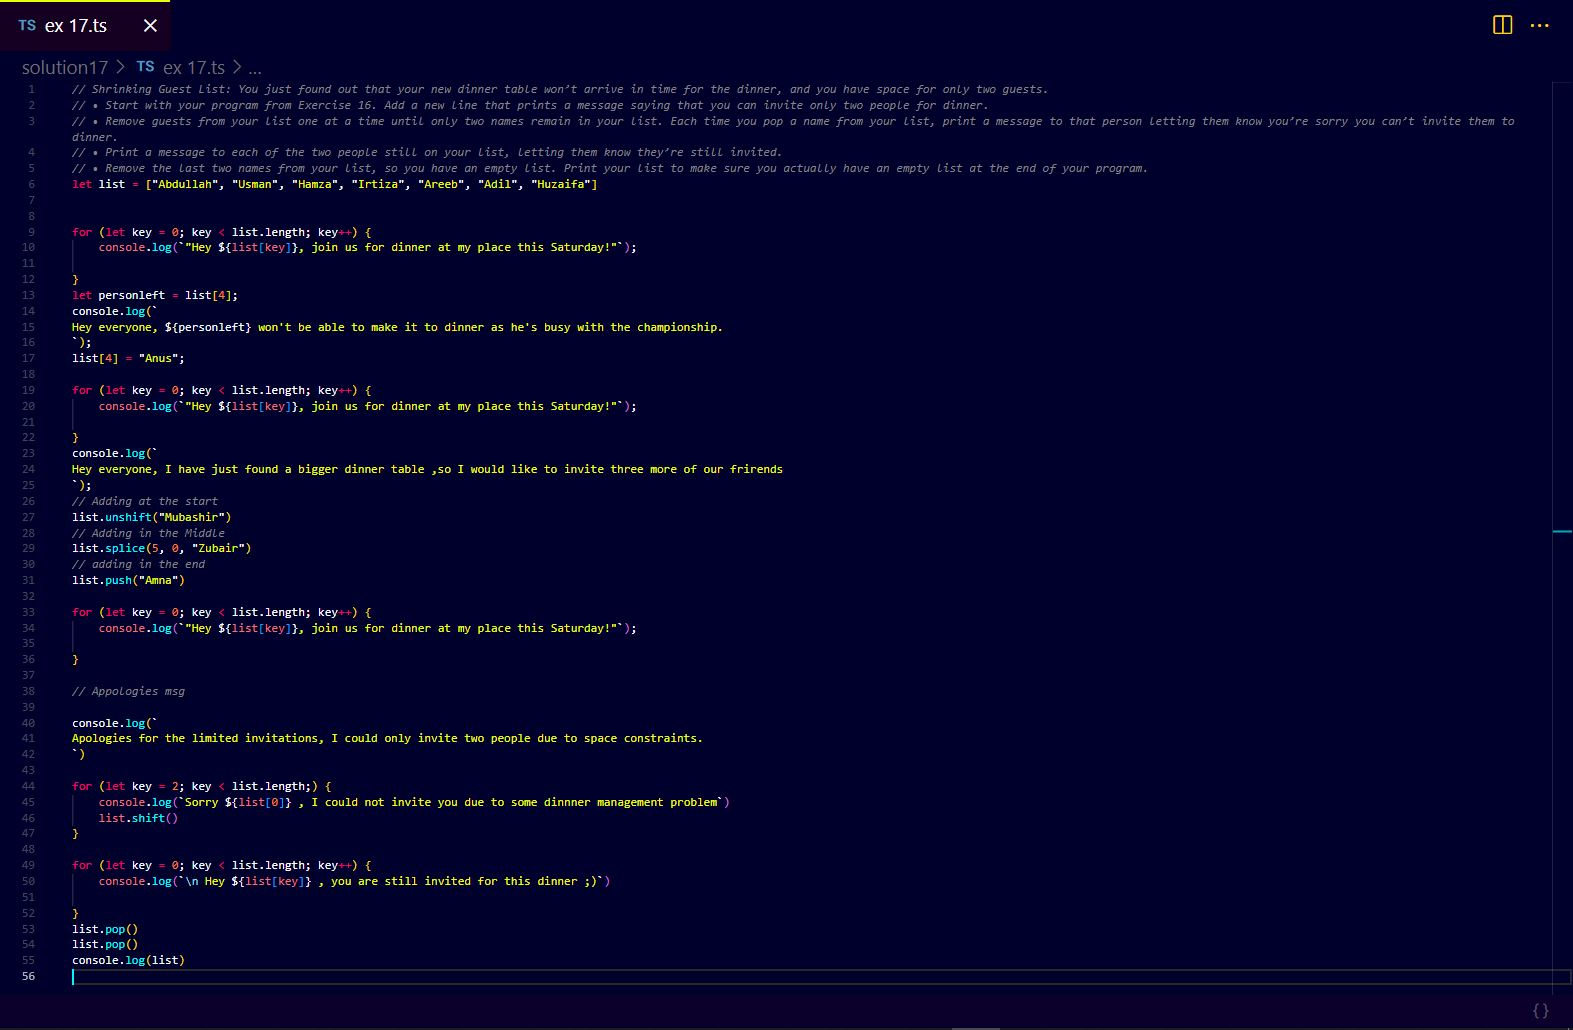 TS ex 17.ts ×
solution17 > TS ex 17.ts > ...
1 // Shrinking Guest List: You just found out that your new dinner table won’t arrive in time for the dinner, and you have space for only two guests.
2 // • Start with your program from Exercise 16. Add a new line that prints a message saying that you can invite only two people for dinner.
3 // • Remove guests from your list one at a time until only two names remain in your list. Each time you pop a name from your list, print a message to that person letting them know you’re sorry you can’t invite them to
dinner.
4 // • Print a message to each of the two people still on your list, letting them know they’re still invited.
5 // • Remove the last two names from your list, so you have an empty list. Print your list to make sure you actually have an empty list at the end of your program.
6 let list = ["Abdullah", "Usman", "Hamza", "Irtiza", "Areeb", "Adil", "Huzaifa"]
7
8
9 for (let key = 0; key < list.length; key++) {
10 console.log(`"Hey ${list[key]}, join us for dinner at my place this Saturday!"`);
11
12 }
13 let personleft = list[4];
14 console.log(`
15 Hey everyone, ${personleft} won't be able to make it to dinner as he's busy with the championship.
16 `);
17 list[4] = "Anus";
18
19 for (let key = 0; key < list.length; key++) {
20 console.log(`"Hey ${list[key]}, join us for dinner at my place this Saturday!"`);
21
22 }
23 console.log(`
24 Hey everyone, I have just found a bigger dinner table ,so I would like to invite three more of our frirends
25 `);
26 // Adding at the start
27 list.unshift("Mubashir")
28 // Adding in the Middle
29 list.splice(5, 0, "Zubair")
30 // adding in the end
31 list.push("Amna")
32
33 for (let key = 0; key < list.length; key++) {
34 console.log(`"Hey ${list[key]}, join us for dinner at my place this Saturday!"`);
35
36 }
37
38 // Appologies msg
39
40 console.log(`
41 Apologies for the limited invitations, I could only invite two people due to space constraints.
42 `)
43
44 for (let key = 2; key < list.length;) {
45 console.log(`Sorry ${list[0]} , I could not invite you due to some dinnner management problem`)
46 list.shift()
47 }
48
49 for (let key = 0; key < list.length; key++) {
50 console.log(`\n Hey ${list[key]} , you are still invited for this dinner ;)`)
51
52 }
53 list.pop()
54 list.pop()
55 console.log(list)
56
{}